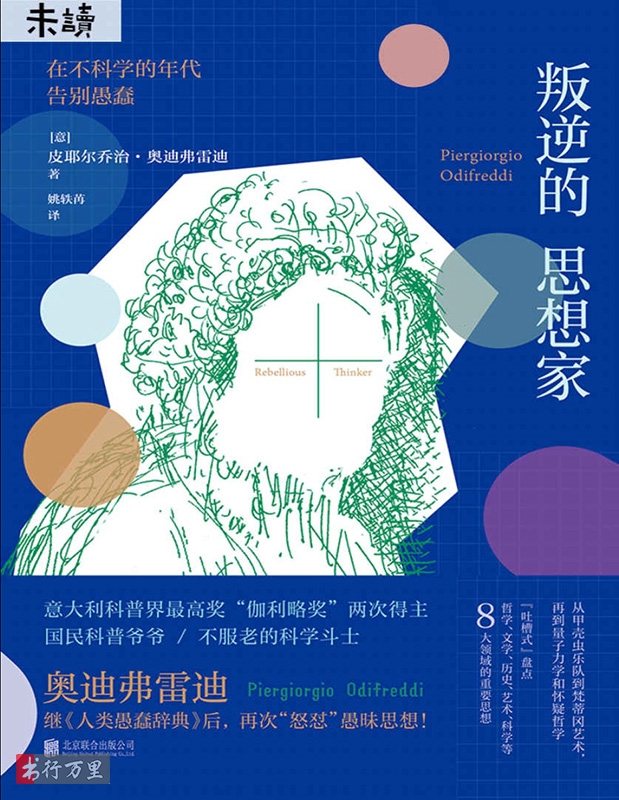 未讀
在不科学的年代
告别愚蠢
[意]
皮耶尔乔治·奥迪弗雷迪
著
姚轶苒
译
叛逆的 思想家
Piergiorgio
Odifreddi
Rebellious Thinker
意大利科普界最高奖“伽利略奖”两次得主
国民科普爷爷 / 不服老的科学斗士
奥迪弗雷迪 Piergiorgio Odifreddi
继《人类愚蠢辞典》后，再次“怒怼”愚昧思想！
从甲壳虫乐队到梵蒂冈艺术，
再到量子力学和怀疑哲学
“吐槽式”盘点
哲学、文学、历史、艺术、科学等
8大领域的重要思想
北京联合出版公司
Beijing United Publishing Co.,Ltd.
书行万里